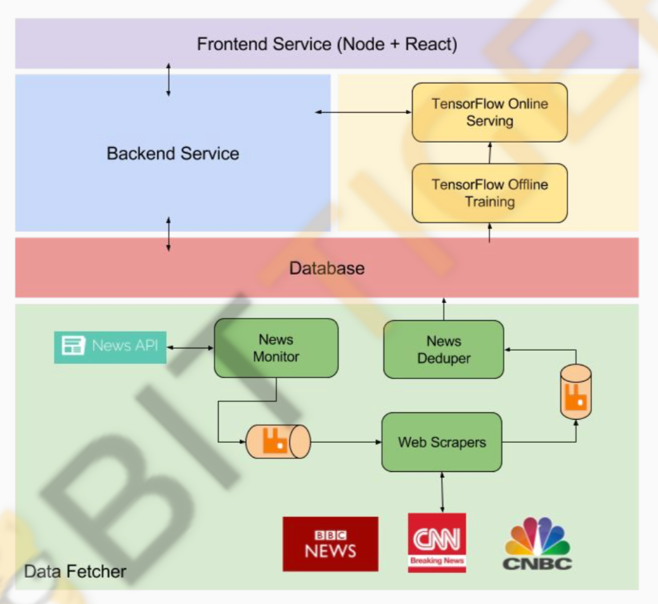 Frontend Service (Node + React)
TensorFlow Online
Serving
Backend Service
TensorFlow Offline
Training
Database
News API
News
Monitor
News
Deduper
Web Scrapers
BBC
NEWS
CNN
Breaking News
CNBC
Data Fetcher
BITTIGER